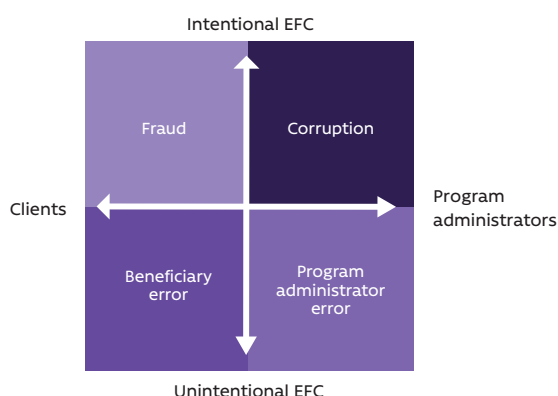 Intentional EFC
Fraud
Corruption
Clients
Program
administrators
Beneficiary
error
Program
administrator
error
Unintentional EFC